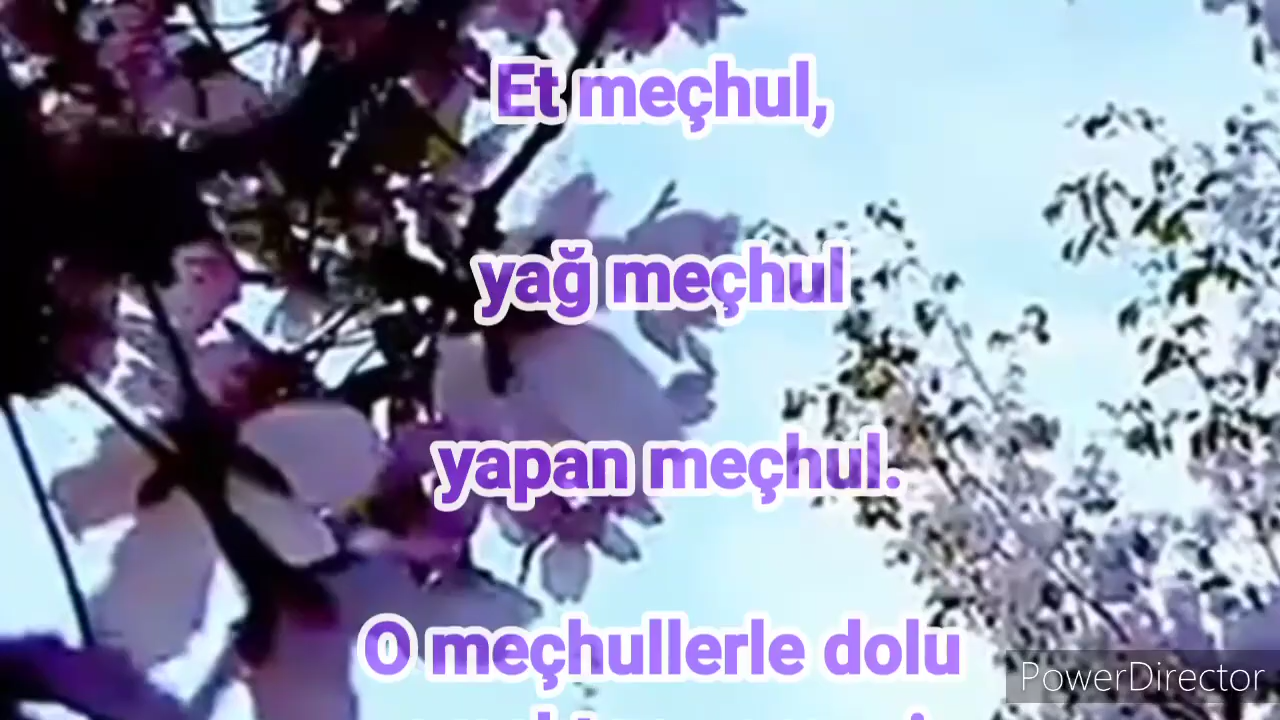 Et meçhul,
yağ meçhul
yapan meçhul.
O meçhullerle dolu
PowerDirector